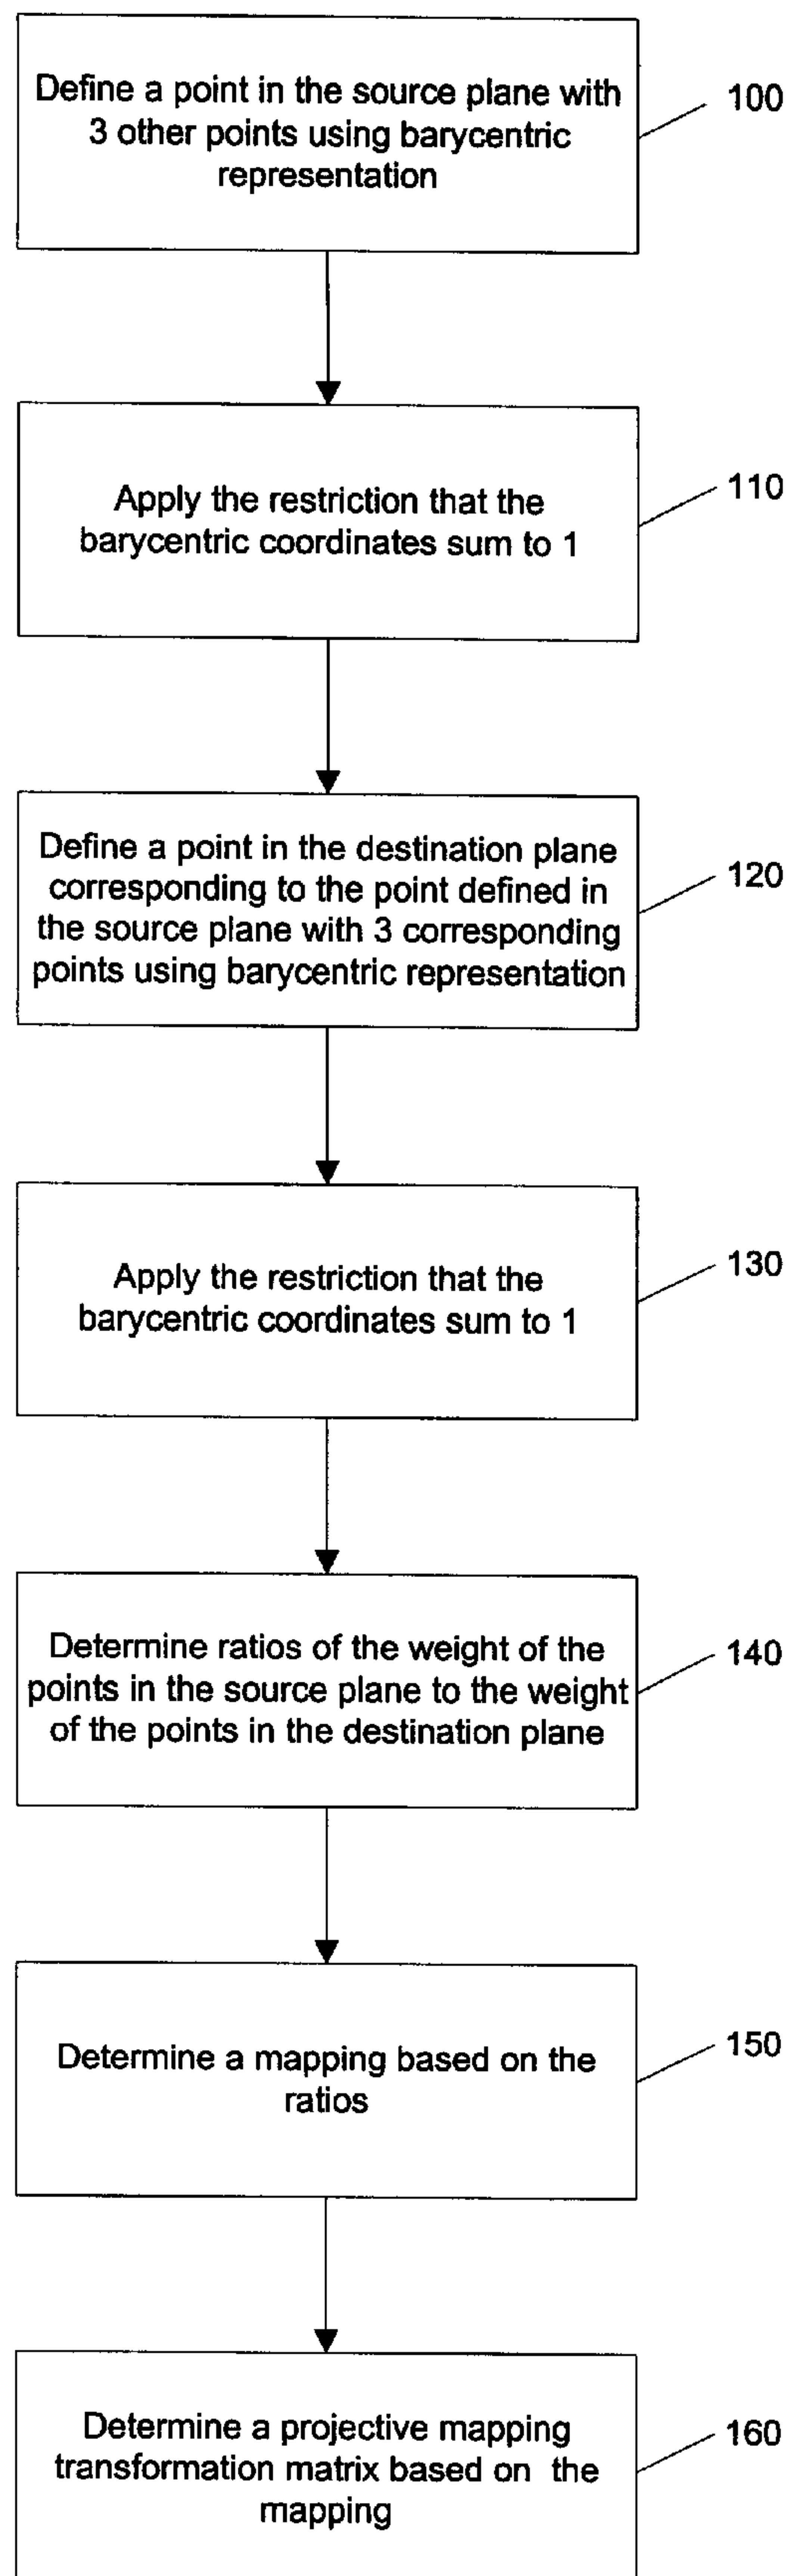 Define a point in the source plane with
3 other points using barycentric
representation
100
Apply the restriction that the
barycentric coordinates sum to 1
110
Define a point in the destination plane
corresponding to the point defined in
the source plane with 3 corresponding
points using barycentric representation
120
Apply the restriction that the
barycentric coordinates sum to 1
130
Determine ratios of the weight of the
points in the source plane to the weight
of the points in the destination plane
140
Determine a mapping based on the
ratios
150
Determine a projective mapping
transformation matrix based on the
mapping
160